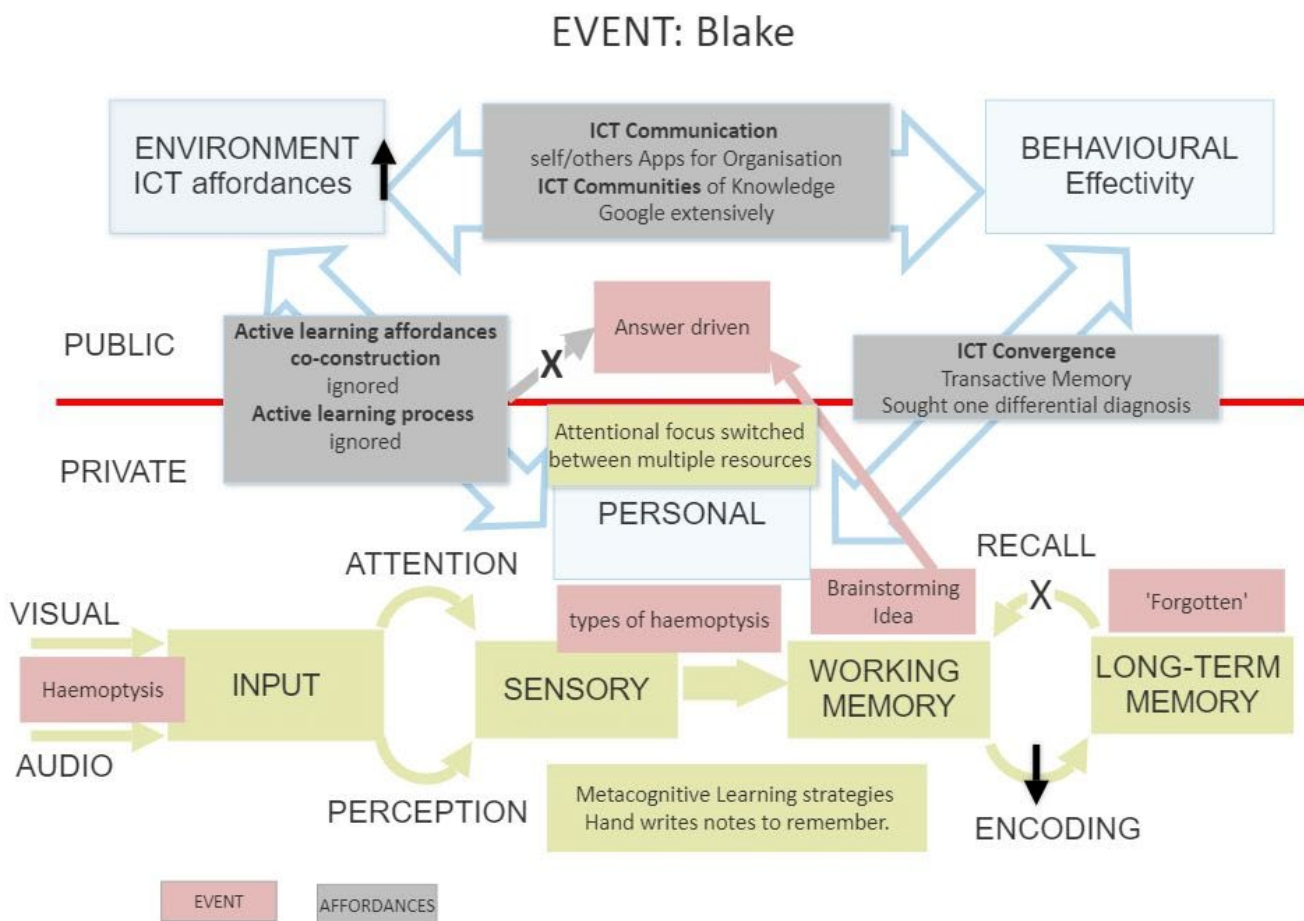 EVENT: Blake
ENVIRONMENT
ICT affordances
ICT Communication
self/others Apps for Organisation
ICT Communities of Knowledge
Google extensively
BEHAVIOURAL
Effectivity
PUBLIC
Active learning affordances
co-construction
ignored
Active learning process
ignored
X
Answer driven
ICT Convergence
Transactive Memory
Sought one differential diagnosis
PRIVATE
Attentional focus switched
between multiple resources
PERSONAL
ATTENTION
RECALL
X
VISUAL
Haemoptysis
AUDIO
INPUT
types of haemoptysis
SENSORY
Brainstorming
Idea
WORKING
MEMORY
'Forgotten'
LONG-TERM
MEMORY
PERCEPTION
Metacognitive Learning strategies
Hand writes notes to remember.
ENCODING
EVENT
AFFORDANCES